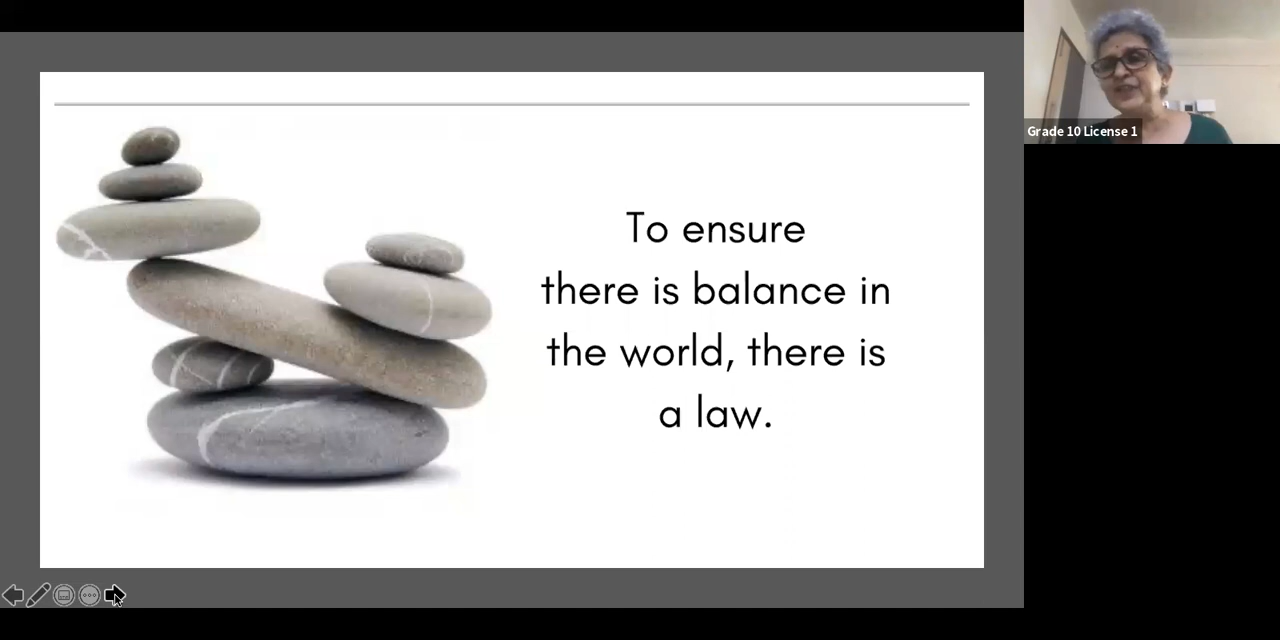 To ensure
there is balance in
the world, there is
a law.
Grade 10 License 1